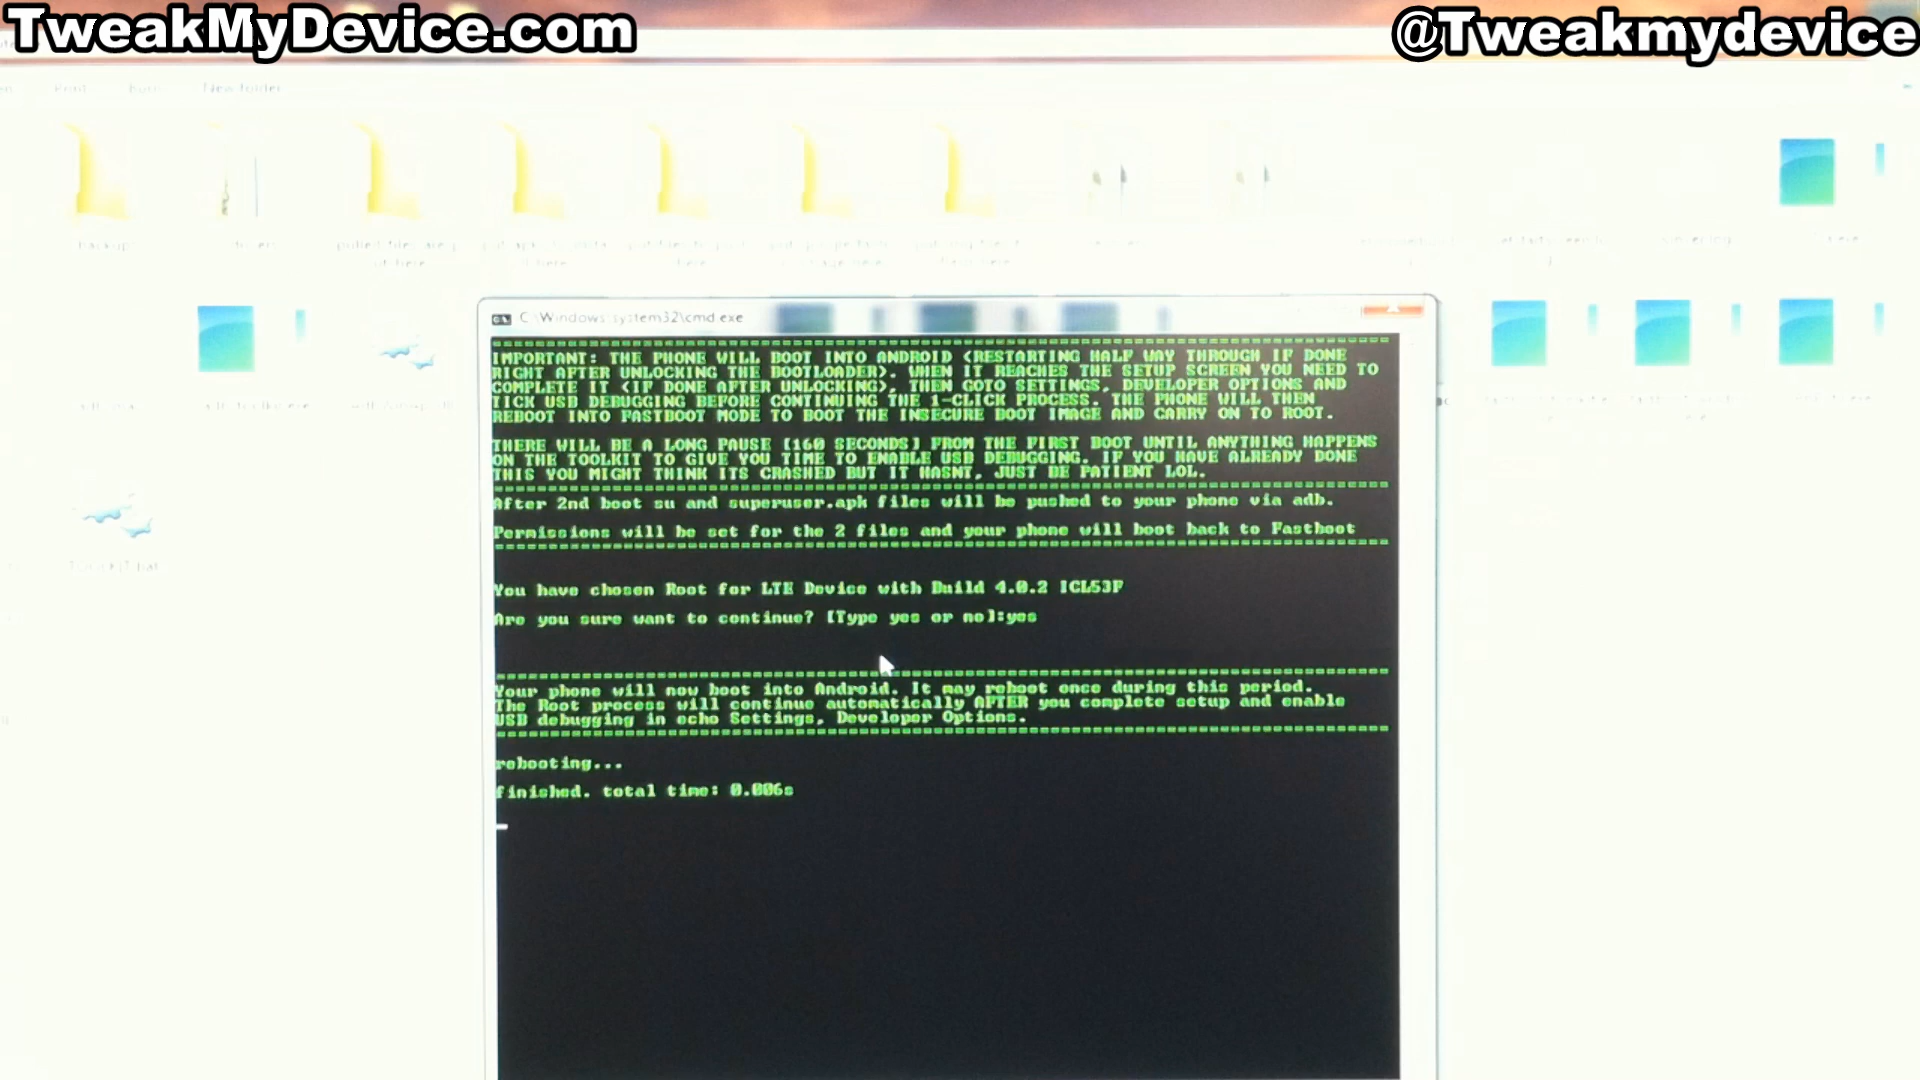 TweakMyDevice.com
@Tweakmydevice
Print
New folder
backup
C:\Windows\system32\cmd.exe
IMPORTANT: THE PHONE WILL BOOT INTO ANDROID (RESTARTING HALF WAY THROUGH IF DONE
RIGHT AFTER UNLOCKING THE BOOTLOADER). WHEN IT REACHES THE SETUP SCREEN YOU NEED TO
COMPLETE IT (IF DONE AFTER UNLOCKING), THEN GOTO SETTINGS, DEVELOPER OPTIONS AND
TICK USB DEBUGGING BEFORE CONTINUING THE 1-CLICK PROCESS. THE PHONE WILL THEN
REBOOT INTO FASTBOOT MODE TO BOOT THE INSECURE BOOT IMAGE AND CARRY ON TO ROOT.
THERE WILL BE A LONG PAUSE [160 SECONDS] FROM THE FIRST BOOT UNTIL ANYTHING HAPPENS
ON THE TOOLKIT TO GIVE YOU TIME TO ENABLE USB DEBUGGING. IF YOU HAVE ALREADY DONE
THIS YOU MIGHT THINK ITS CRASHED BUT IT HASNT, JUST BE PATIENT LOL.
After 2nd boot su and superuser.apk files will be pushed to your phone via adb.
Permissions will be set for the 2 files and your phone will boot back to Fastboot
You have chosen Root for LTE Device with Build 4.0.2 ICL53F
Are you sure want to continue? [Type yes or no]:yes
Your phone will now boot into Android. It may reboot once during this period.
The Root process will continue automatically AFTER you complete setup and enable
USB debugging in echo Settings, Developer Options.
rebooting...
finished. total time: 0.006s